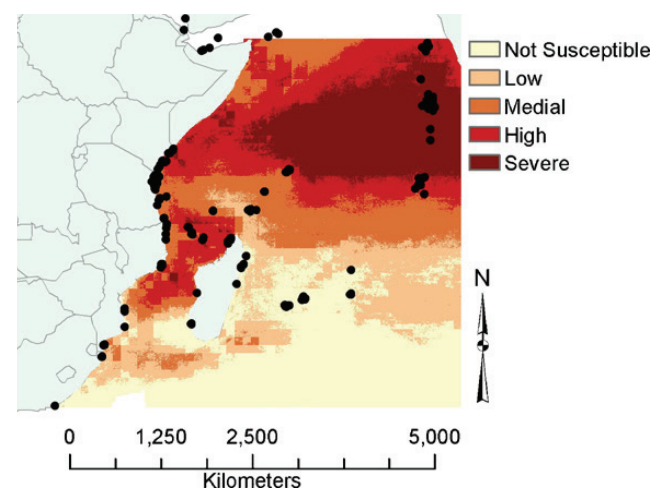 Not Susceptible
Low
Medial
High
Severe
N
0 1,250 2,500 5,000
Kilometers